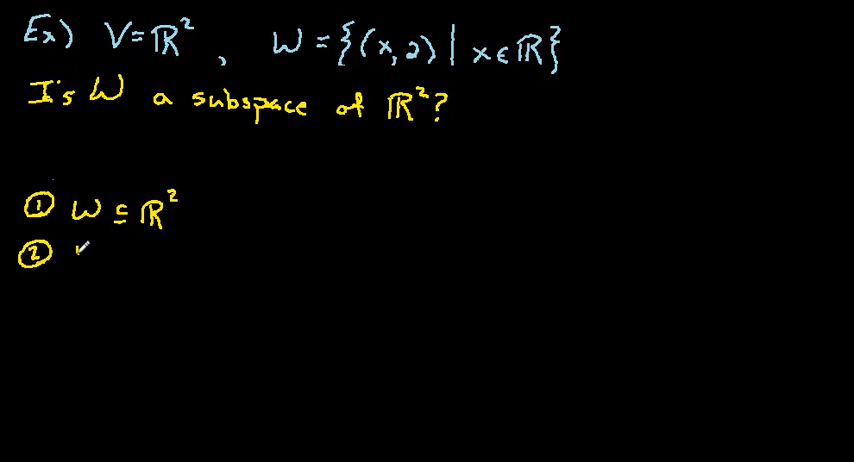 Ex) V=ℝ², W={(x,2) | x∈ℝ}
Is W a subspace of ℝ²?
① W ⊆ ℝ²
②